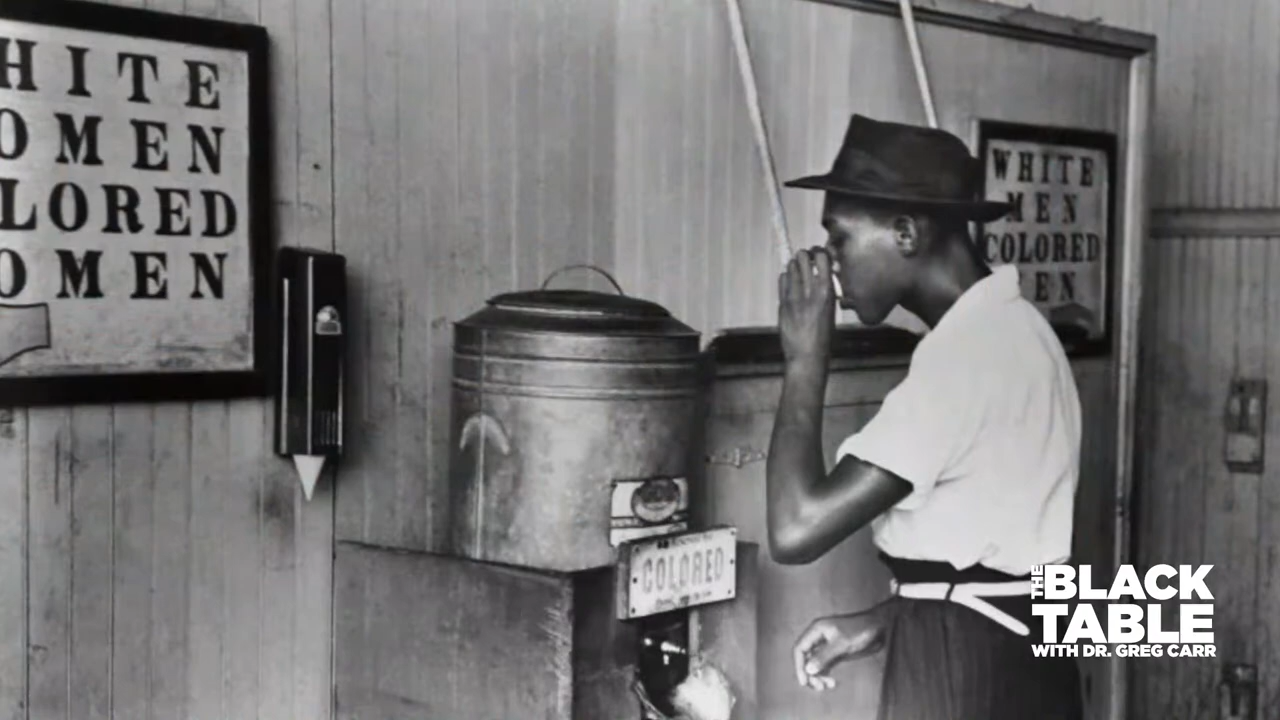 HITE
OMEN
LORED
OMEN
WHITE
MEN
COLORED
EN
COLORED
THE BLACK
TABLE
WITH DR. GREG CARR